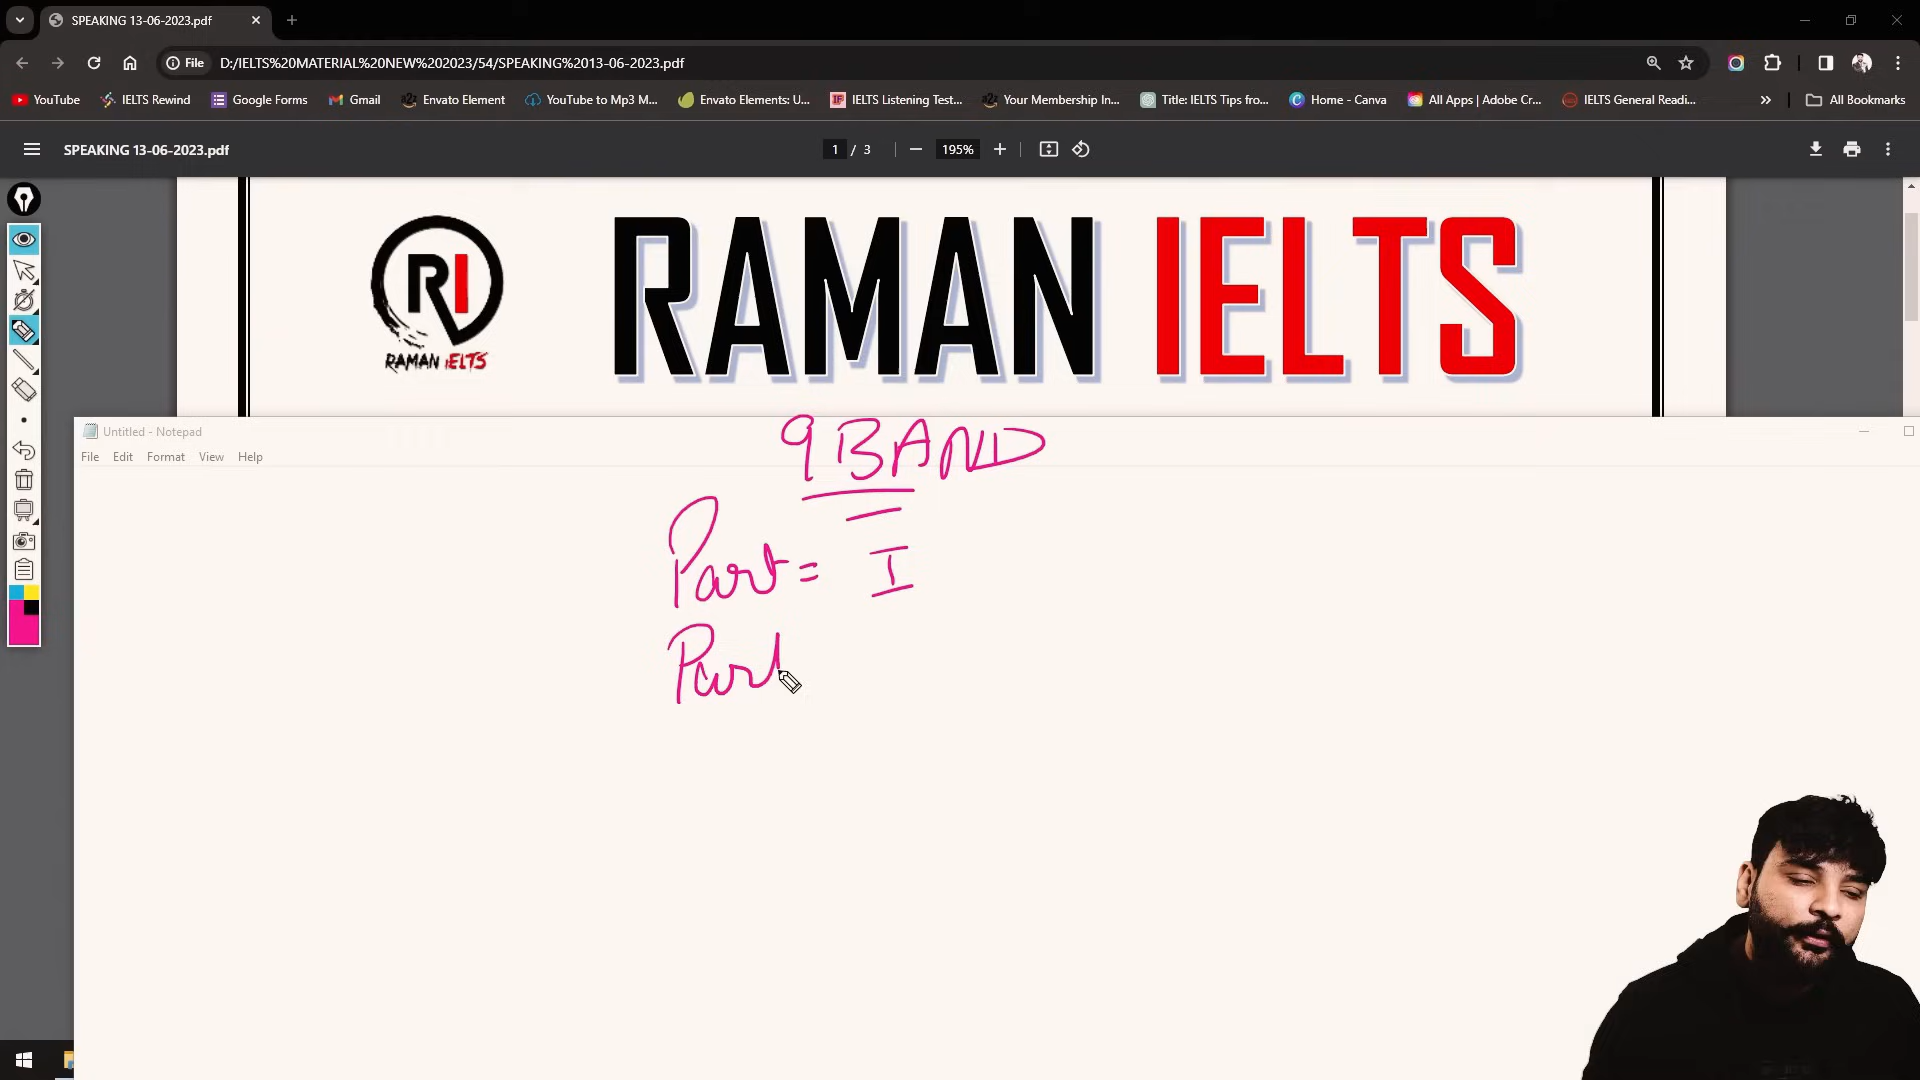 SPEAKING 13-06-2023.pdf
File D:/IELTS%20MATERIAL%20NEW%202023/54/SPEAKING%2013-06-2023.pdf
YouTube IELTS Rewind Google Forms Gmail Envato Element YouTube to Mp3 M... Envato Elements: U... IELTS Listening Test... Your Membership In... Title: IELTS Tips fro... Home - Canva All Apps | Adobe Cr... IELTS General Readi... » All Bookmarks
SPEAKING 13-06-2023.pdf 1 / 3 195%
RI
RAMAN IELTS
RAMAN IELTS
Untitled - Notepad
File Edit Format View Help
9 BAND
Part = I
Part